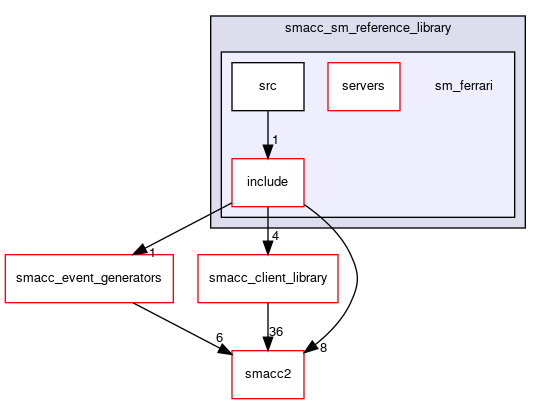 smacc_sm_reference_library
src
servers
sm_ferrari
1
include
1
4
smacc_event_generators
smacc_client_library
6
36
8
smacc2